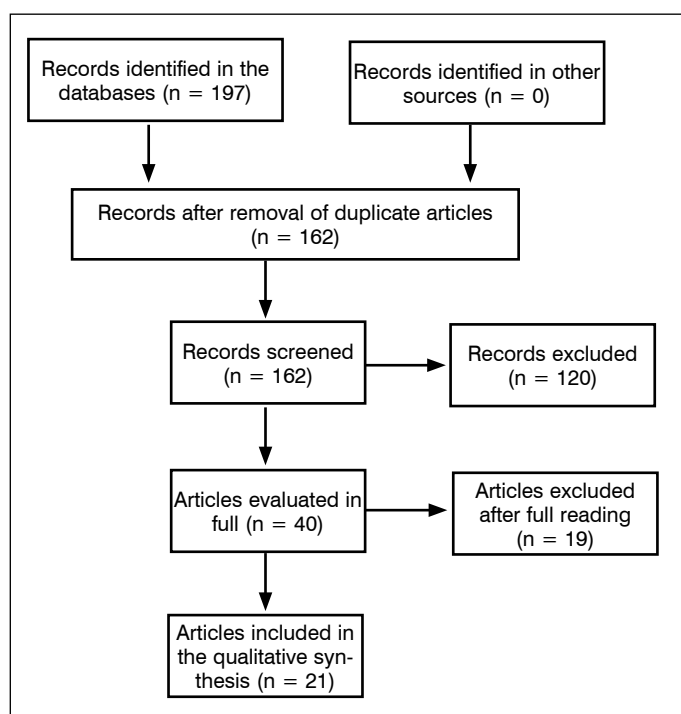 Records identified in the
databases (n = 197)
Records identified in other
sources (n = 0)
Records after removal of duplicate articles
(n = 162)
Records screened
(n = 162)
Records excluded
(n = 120)
Articles evaluated in
full (n = 40)
Articles excluded
after full reading
(n = 19)
Articles included in
the qualitative syn-
thesis (n = 21)